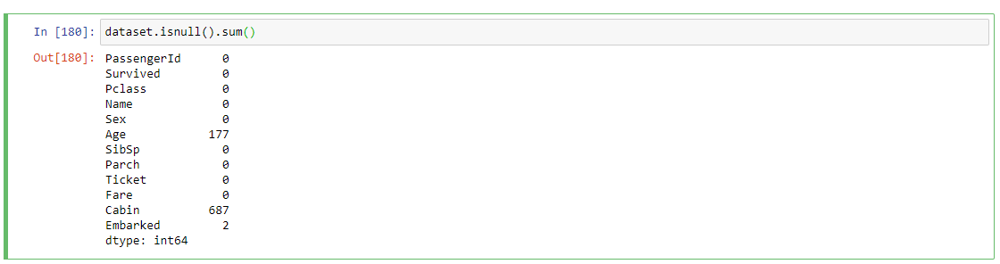 In [180]: dataset.isnull().sum()
Out[180]: PassengerId 0
Survived 0
Pclass 0
Name 0
Sex 0
Age 177
SibSp 0
Parch 0
Ticket 0
Fare 0
Cabin 687
Embarked 2
dtype: int64